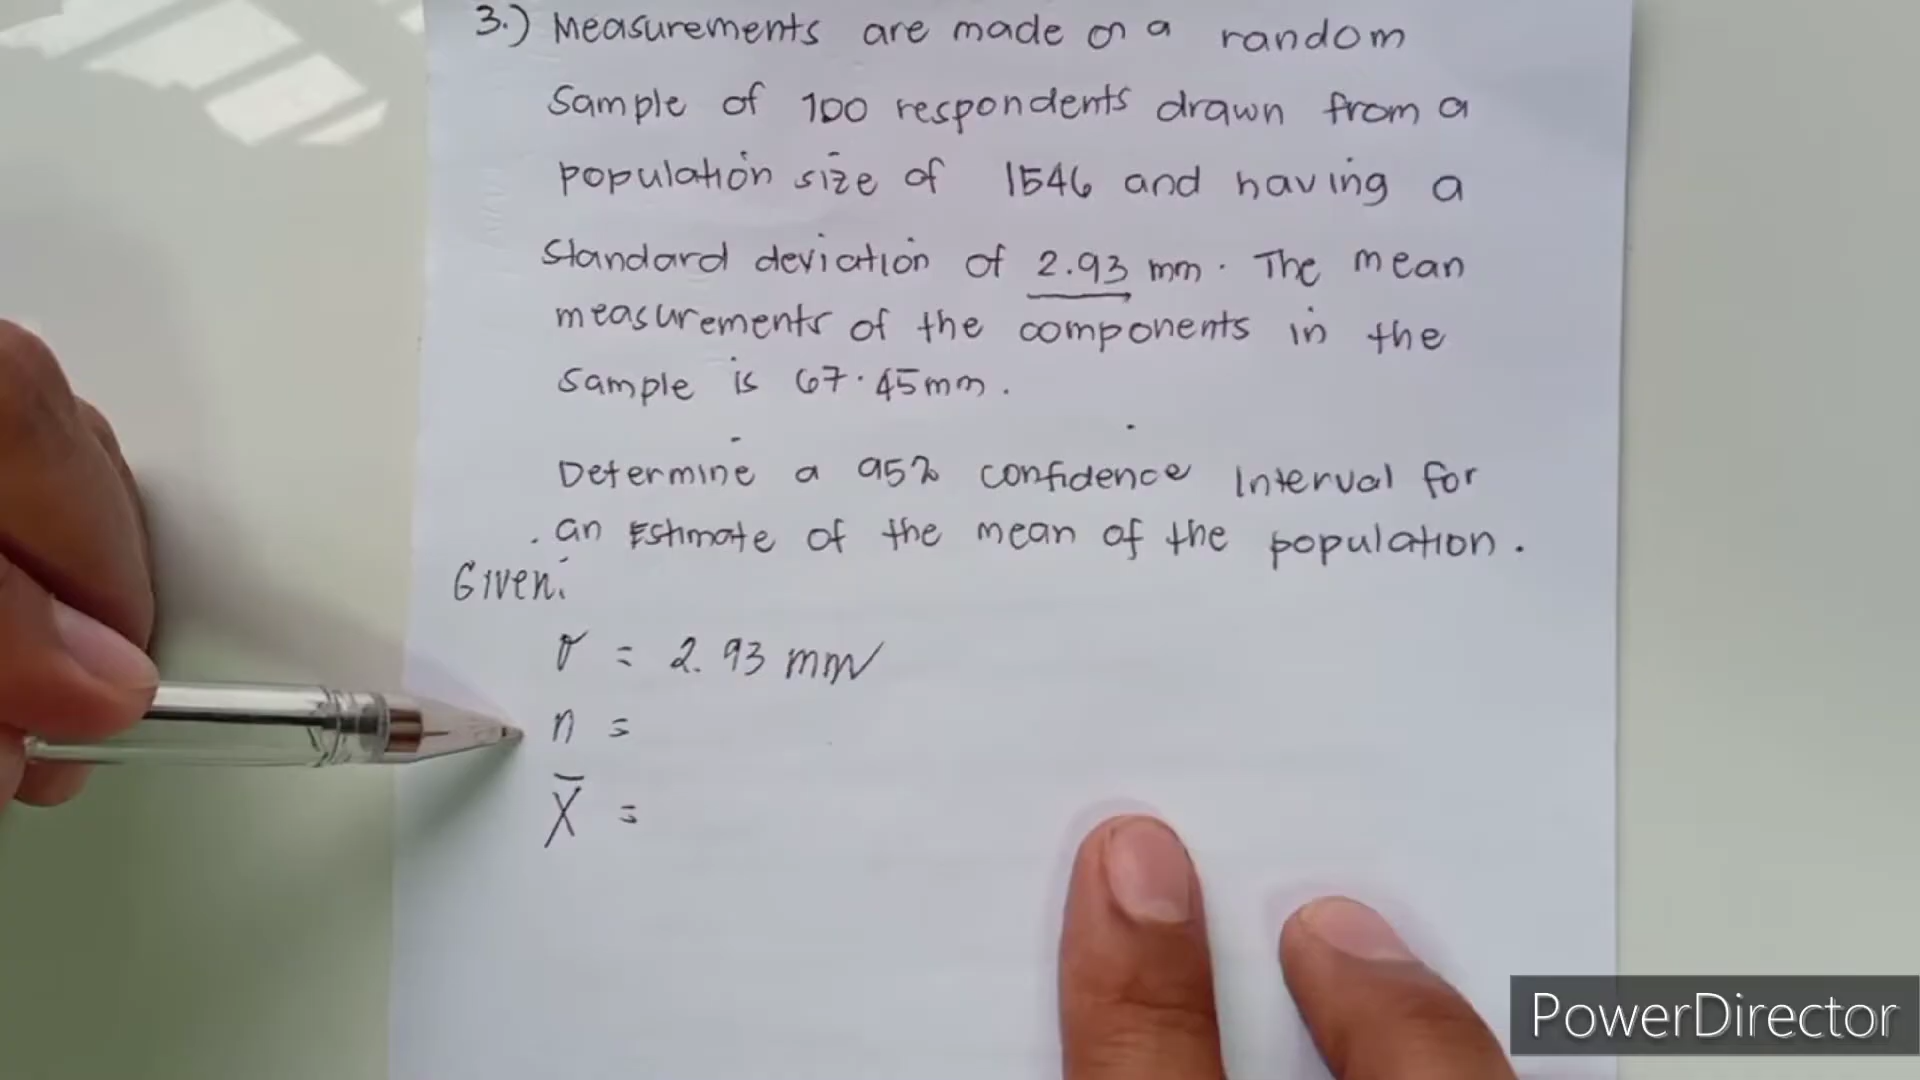 3.) Measurements are made on a random
Sample of 100 respondents drawn from a
population size of 1546 and having a
Standard deviation of 2.93 mm. The mean
measurements of the components in the
sample is 67.45mm.
Determine a 95% confidence Interval for
an Estimate of the mean of the population.
Given:
σ = 2.93 mm
n =
X̄ =
PowerDirector